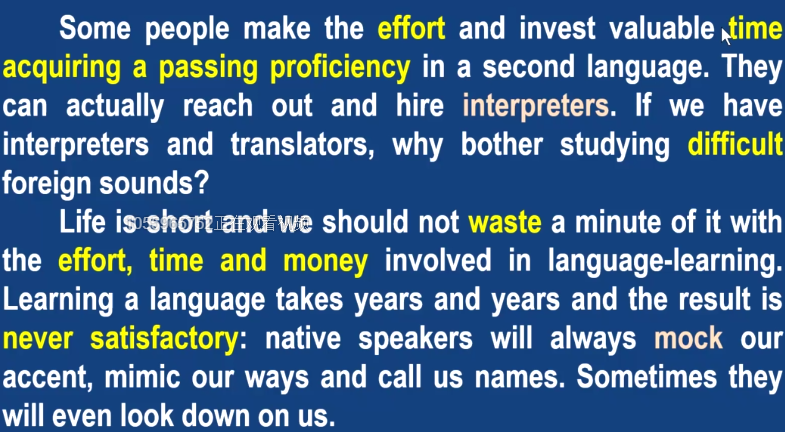 Some people make the effort and invest valuable time
acquiring a passing proficiency in a second language. They
can actually reach out and hire interpreters. If we have
interpreters and translators, why bother studying difficult
foreign sounds?
Life is short and we should not waste a minute of it with
the effort, time and money involved in language-learning.
Learning a language takes years and years and the result is
never satisfactory: native speakers will always mock our
accent, mimic our ways and call us names. Sometimes they
will even look down on us.